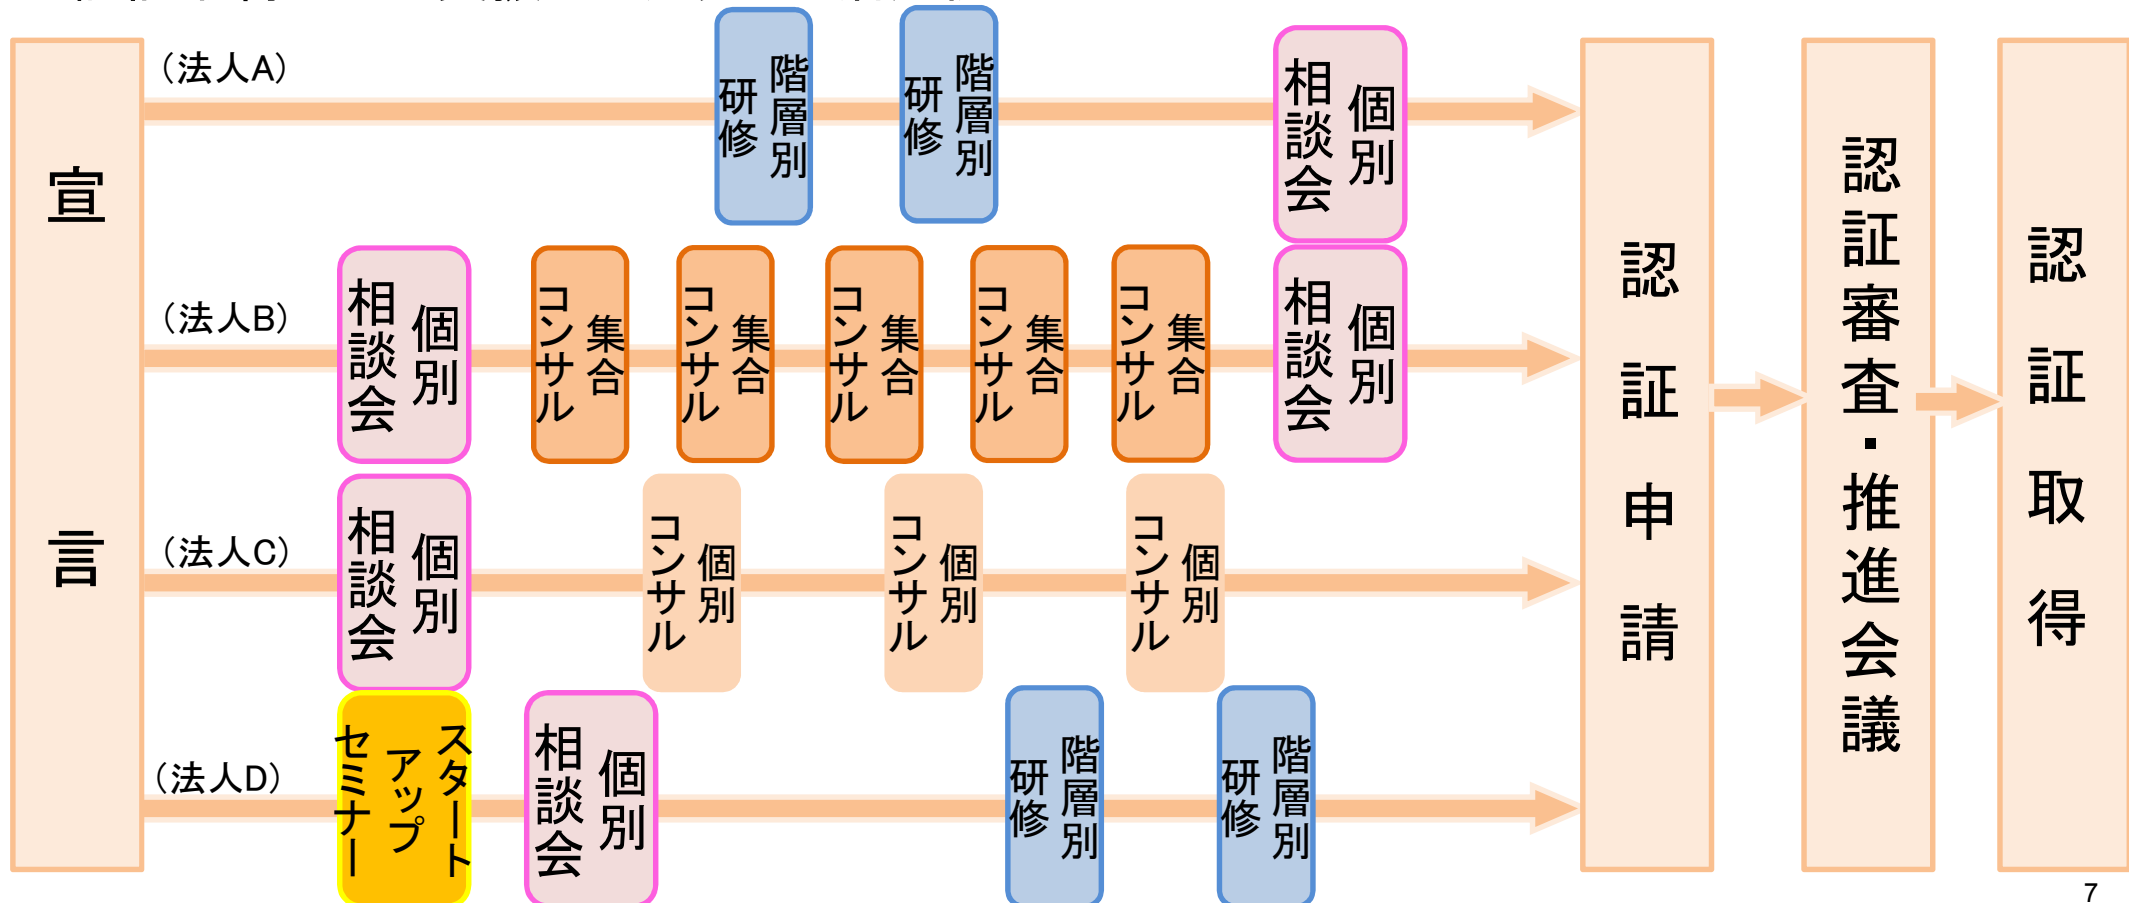 宣言
(法人A)
階層別
研修
階層別
研修
個別
相談会
(法人B)
個別
相談会
集合
コンサル
集合
コンサル
集合
コンサル
集合
コンサル
集合
コンサル
個別
相談会
(法人C)
個別
相談会
個別
コンサル
個別
コンサル
個別
コンサル
(法人D)
スタート
アップ
セミナー
個別
相談会
階層別
研修
階層別
研修
認証申請
認証審査・推進会議
認証取得
7